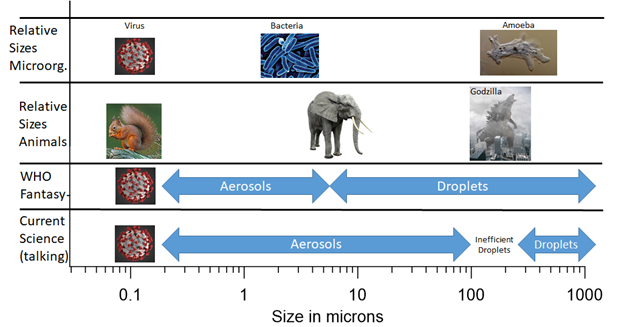 Relative
Sizes
Microorg.
Virus
Bacteria
Amoeba
Relative
Sizes
Animals
Godzilla
WHO
Fantasy
Aerosols
Droplets
Current
Science
(talking)
Aerosols
Inefficient
Droplets
Droplets
0.1
1
10
100
1000
Size in microns